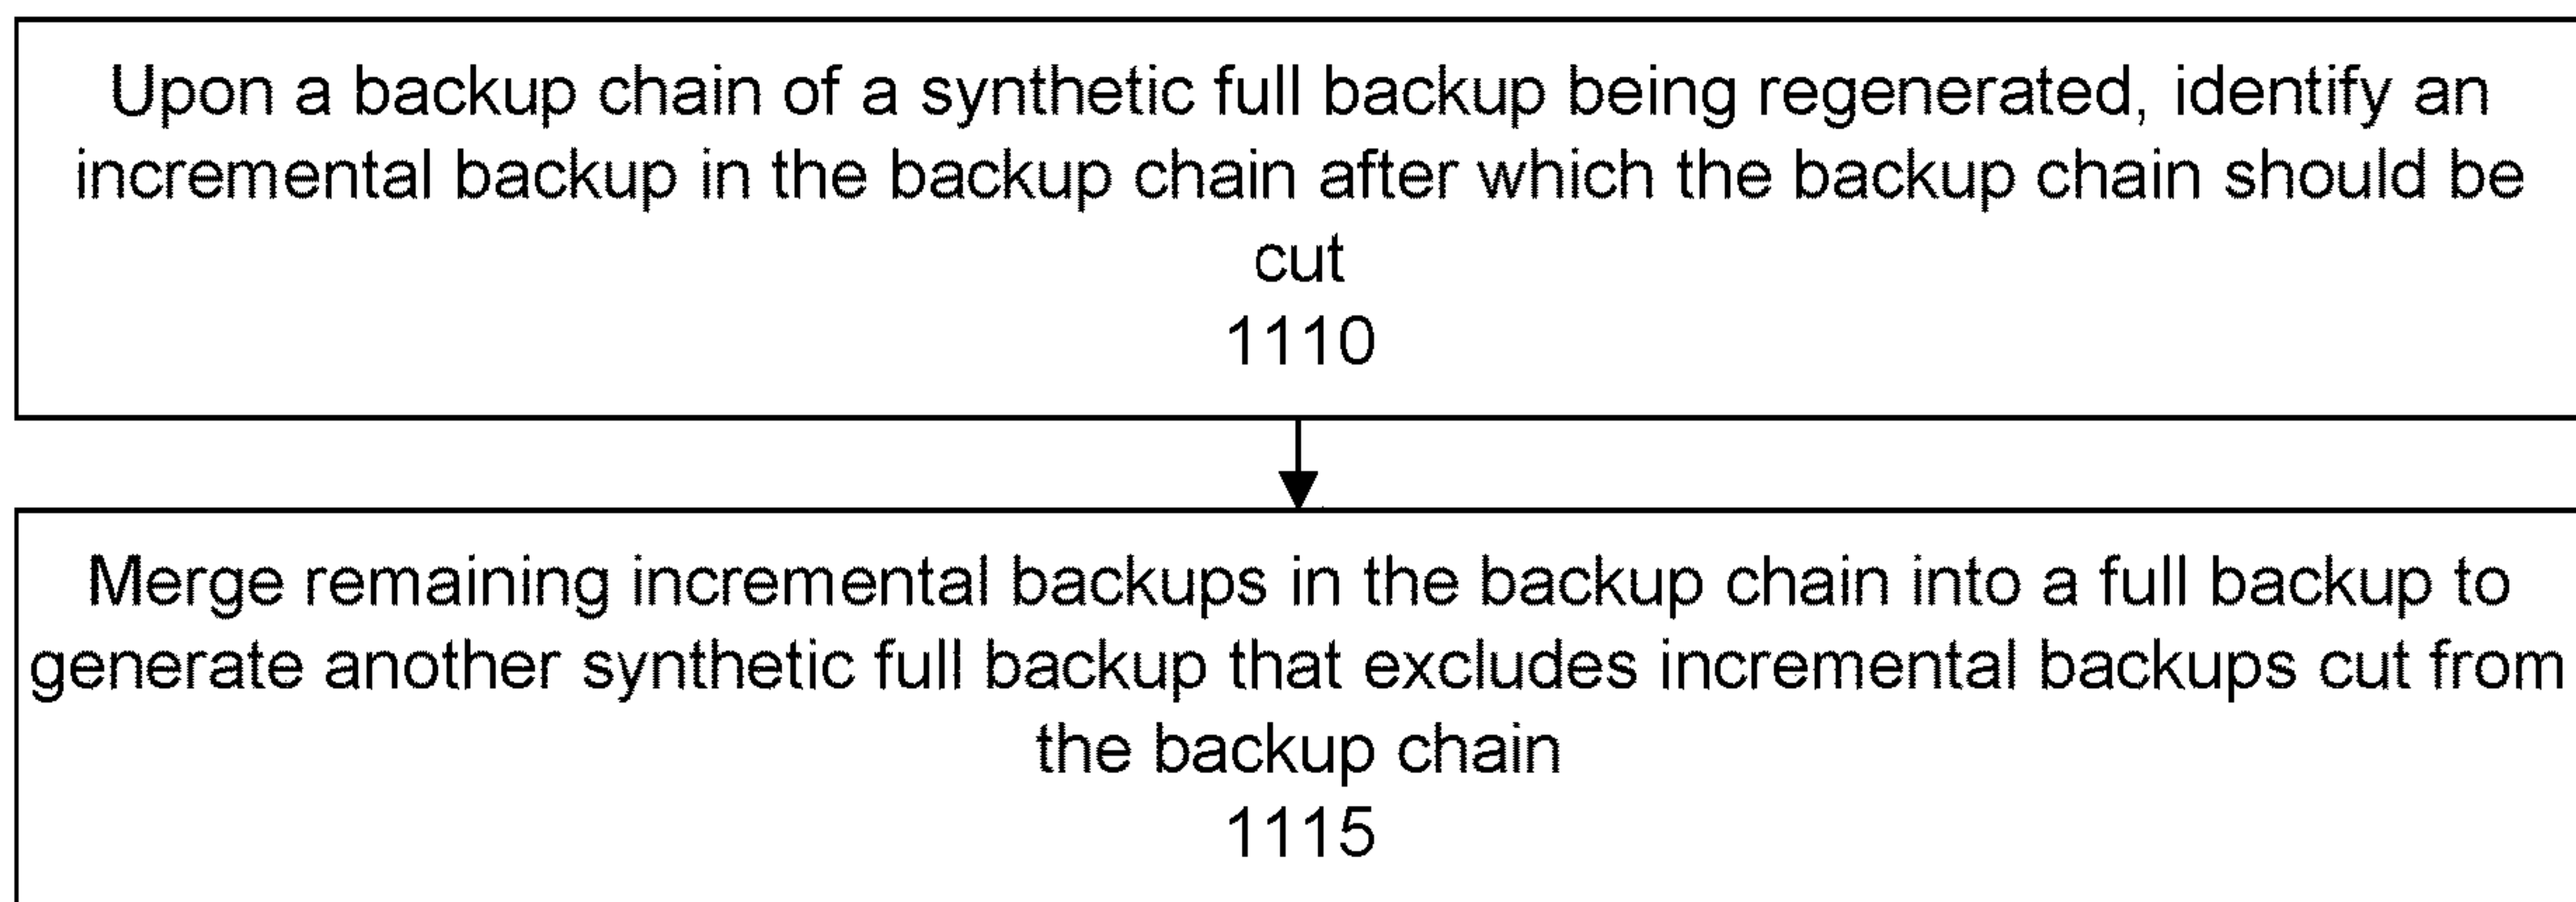 Upon a backup chain of a synthetic full backup being regenerated, identify an
incremental backup in the backup chain after which the backup chain should be
cut
1110
Merge remaining incremental backups in the backup chain into a full backup to
generate another synthetic full backup that excludes incremental backups cut from
the backup chain
1115